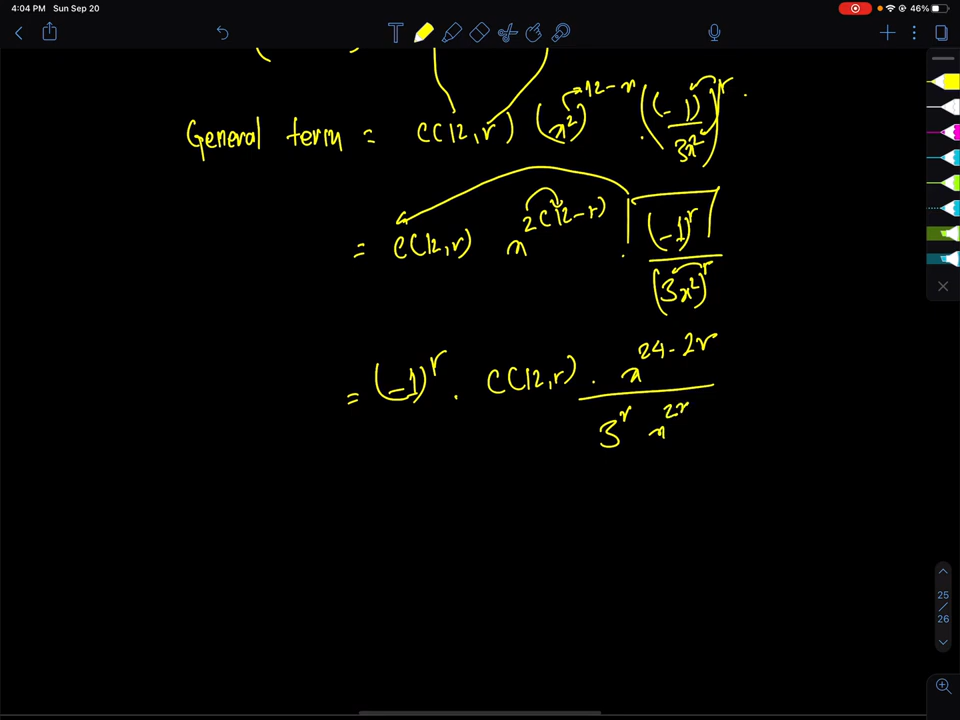 4:04 PM Sun Sep 20 46%
General term = C(12,r) (x²)^12-r . ((-1)/3x²)^r .
= C(12,r) x^2(12-r) . (-1)^r/(3x²)^r
= (-1)^r . C(12,r) . x^24-2r/3^r x^2r
25
/
26